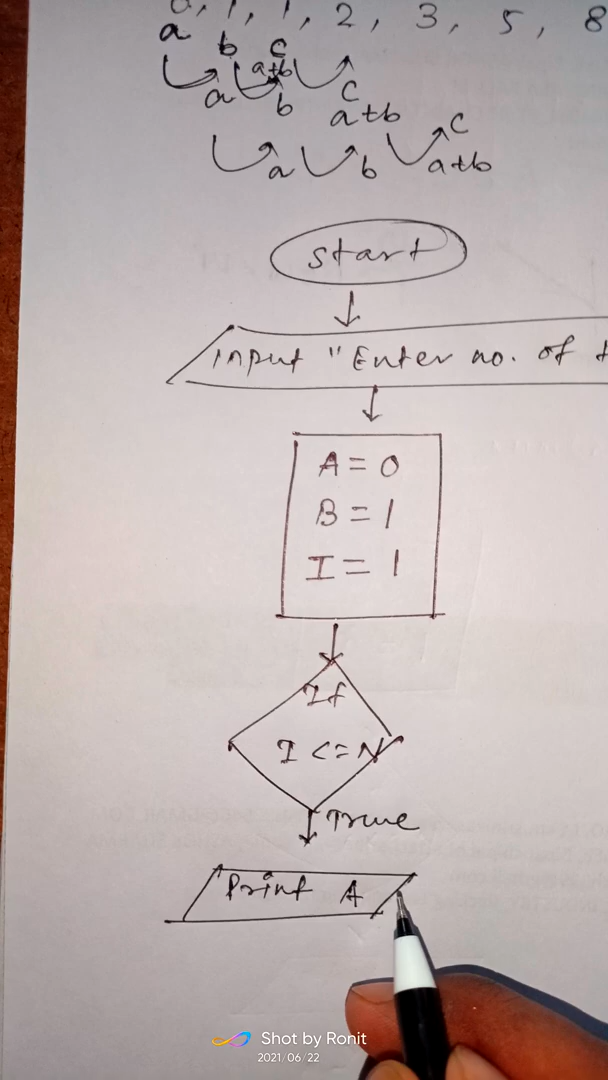 0, 1, 1, 2, 3, 5, 8
a b c
a+b
a b c
a+b
c
a b a+b
start
input "Enter no. of
A = 0
B = 1
I = 1
If
I <= N
True
Print A
Shot by Ronit
2021/06/22